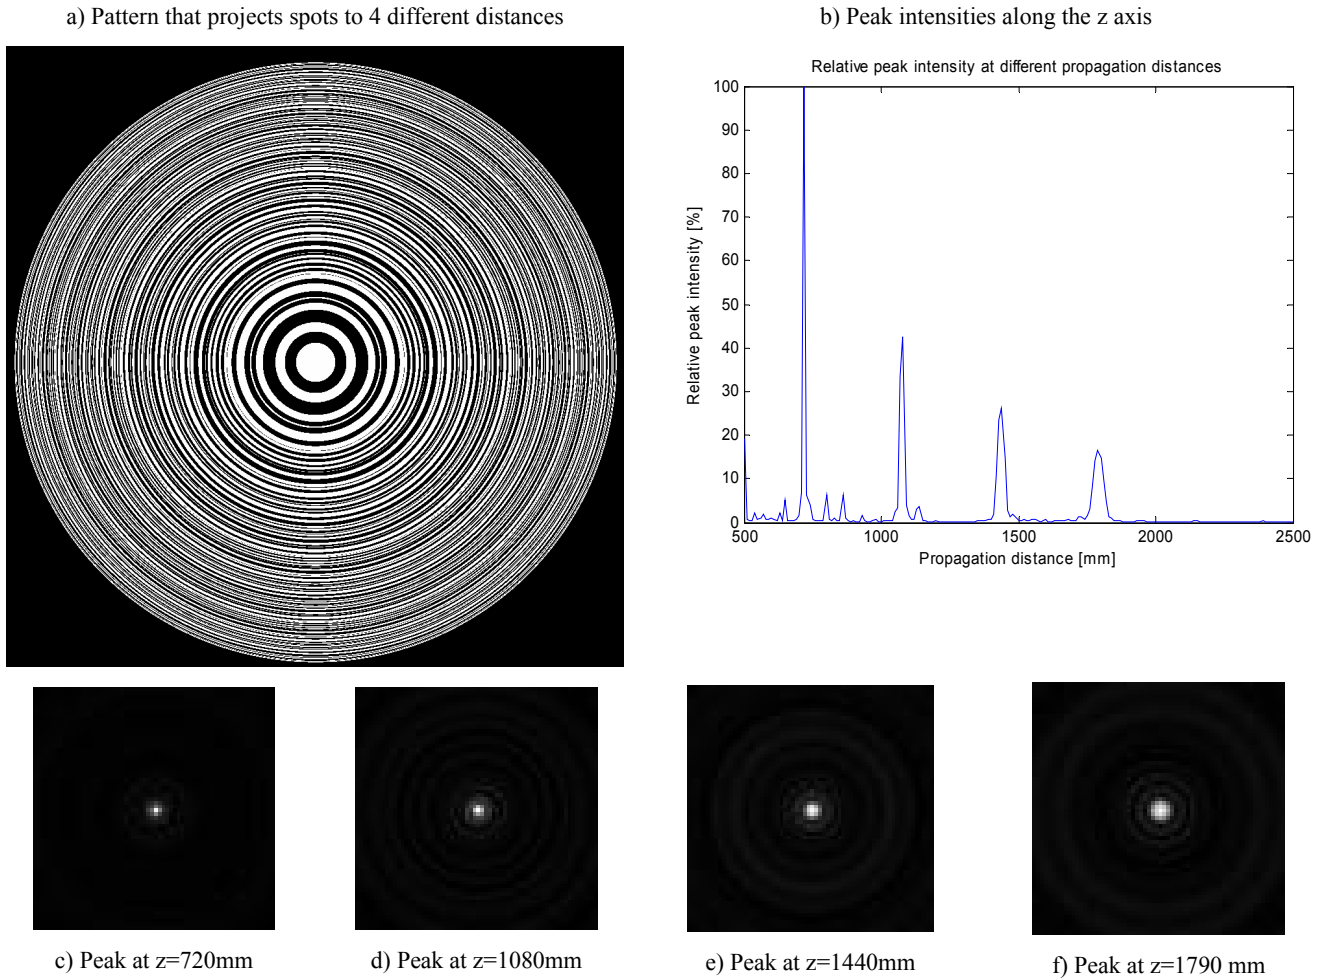 a) Pattern that projects spots to 4 different distances
b) Peak intensities along the z axis
Relative peak intensity at different propagation distances
Relative peak intensity [%]
100
90
80
70
60
50
40
30
20
10
0
500
1000
1500
2000
2500
Propagation distance [mm]
c) Peak at z=720mm
d) Peak at z=1080mm
e) Peak at z=1440mm
f) Peak at z=1790 mm